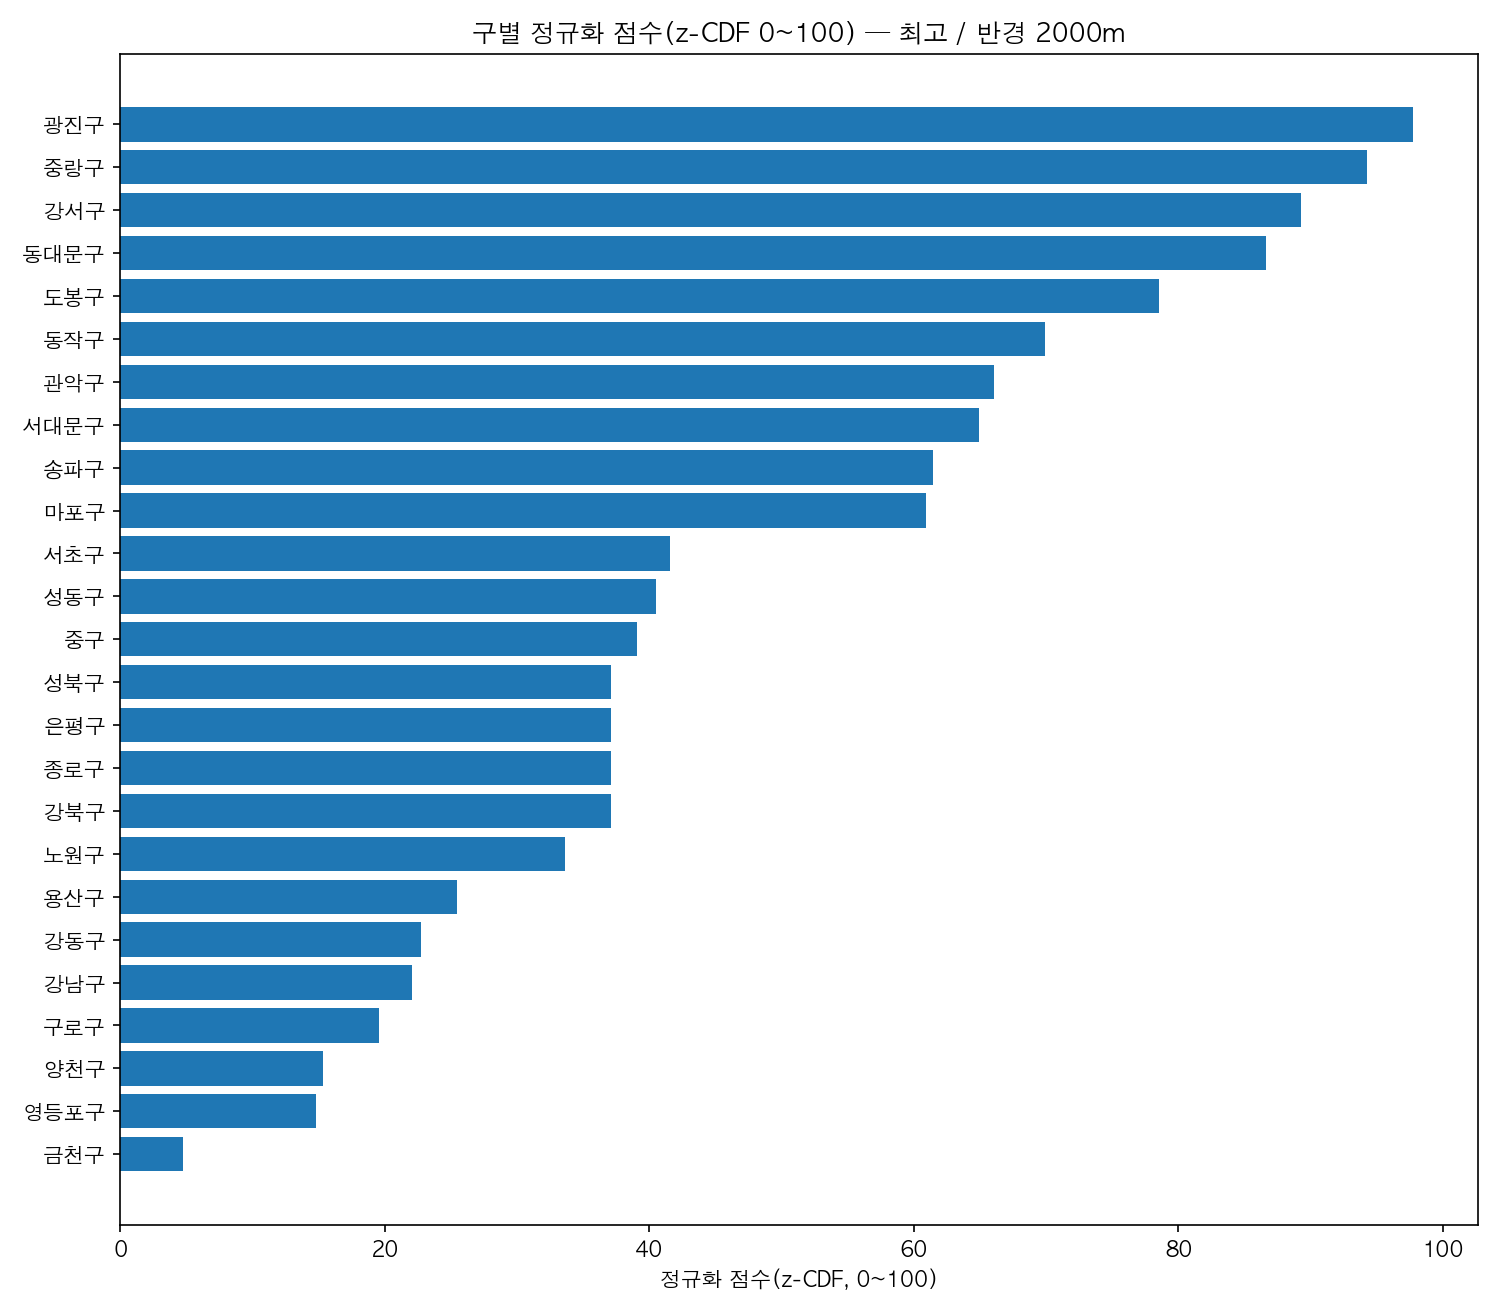 구별 정규화 점수(z-CDF 0~100) — 최고 / 반경 2000m
광진구
중랑구
강서구
동대문구
도봉구
동작구
관악구
서대문구
송파구
마포구
서초구
성동구
중구
성북구
은평구
종로구
강북구
노원구
용산구
강동구
강남구
구로구
양천구
영등포구
금천구
0 20 40 60 80 100
정규화 점수(z-CDF, 0~100)